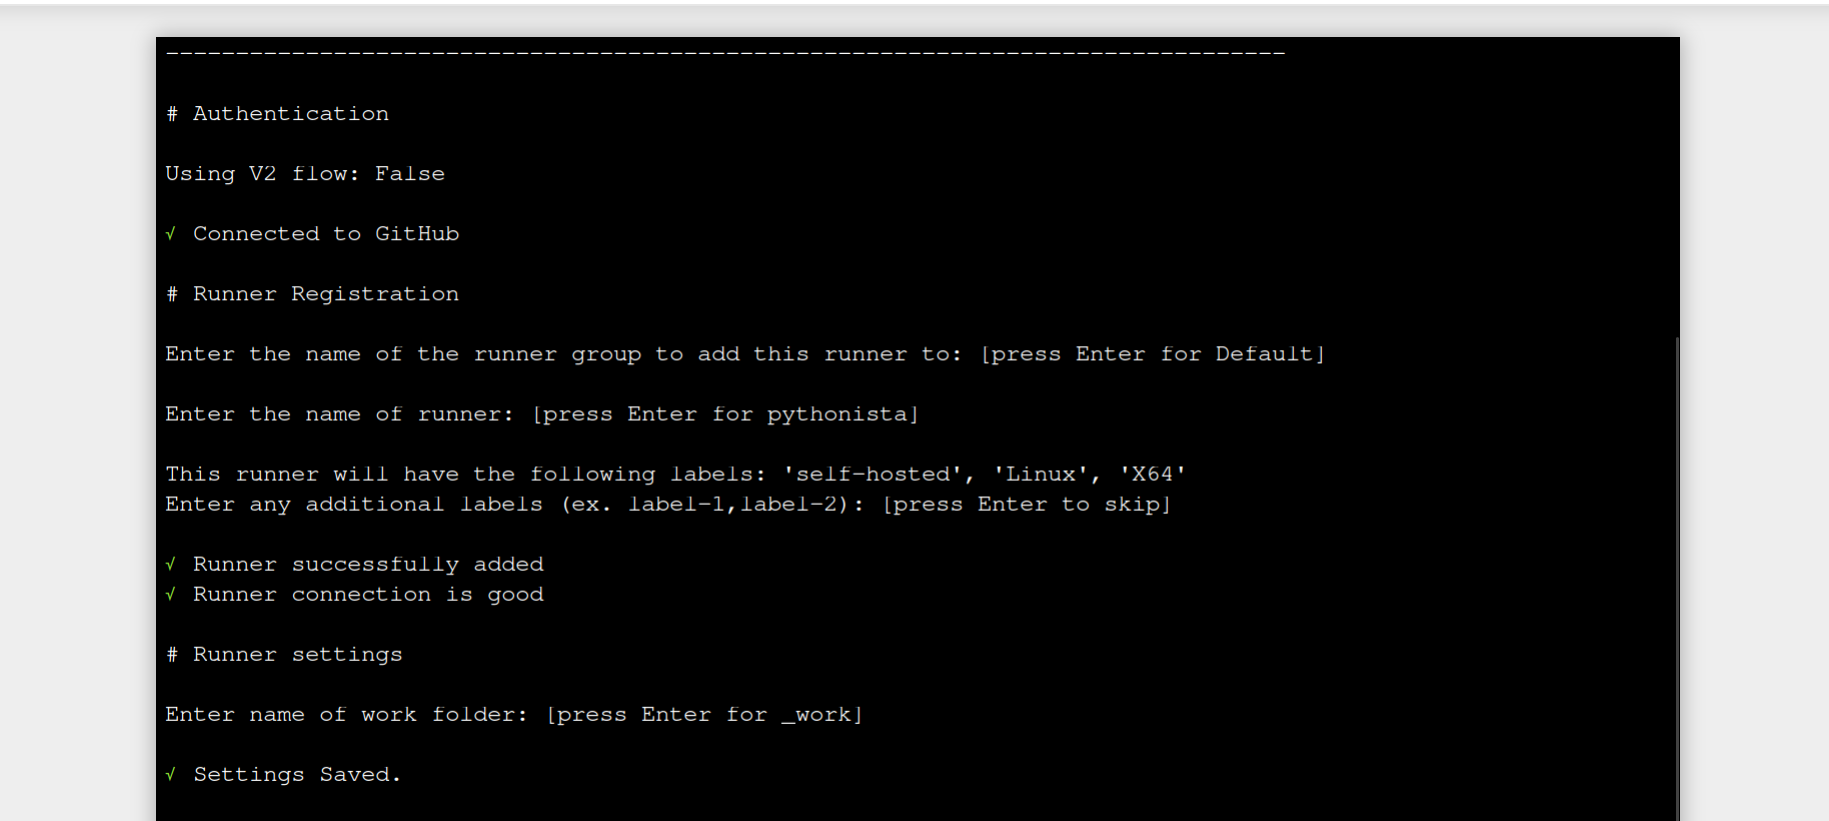 --------------------------------------------------------------------------------
# Authentication
Using V2 flow: False
√ Connected to GitHub
# Runner Registration
Enter the name of the runner group to add this runner to: [press Enter for Default]
Enter the name of runner: [press Enter for pythonista]
This runner will have the following labels: 'self-hosted', 'Linux', 'X64'
Enter any additional labels (ex. label-1,label-2): [press Enter to skip]
√ Runner successfully added
√ Runner connection is good
# Runner settings
Enter name of work folder: [press Enter for _work]
√ Settings Saved.